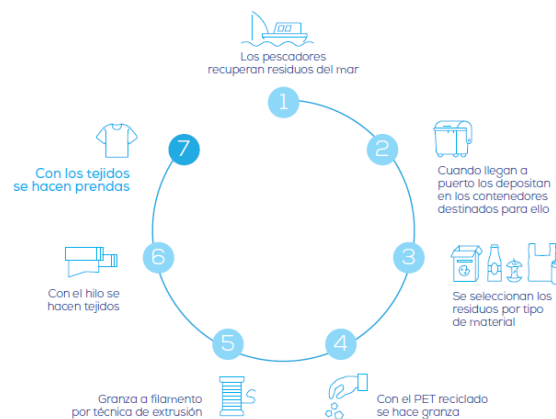 Los pescadores
recuperan residuos del mar
1
2
Cuando llegan a
puerto los depositan
en los contenedores
destinados para ello
3
Se seleccionan los
residuos por tipo
de material
4
Con el PET reciclado
se hace granza
5
Granza a filamento
por técnica de extrusión
6
Con el hilo se
hacen tejidos
7
Con los tejidos
se hacen prendas